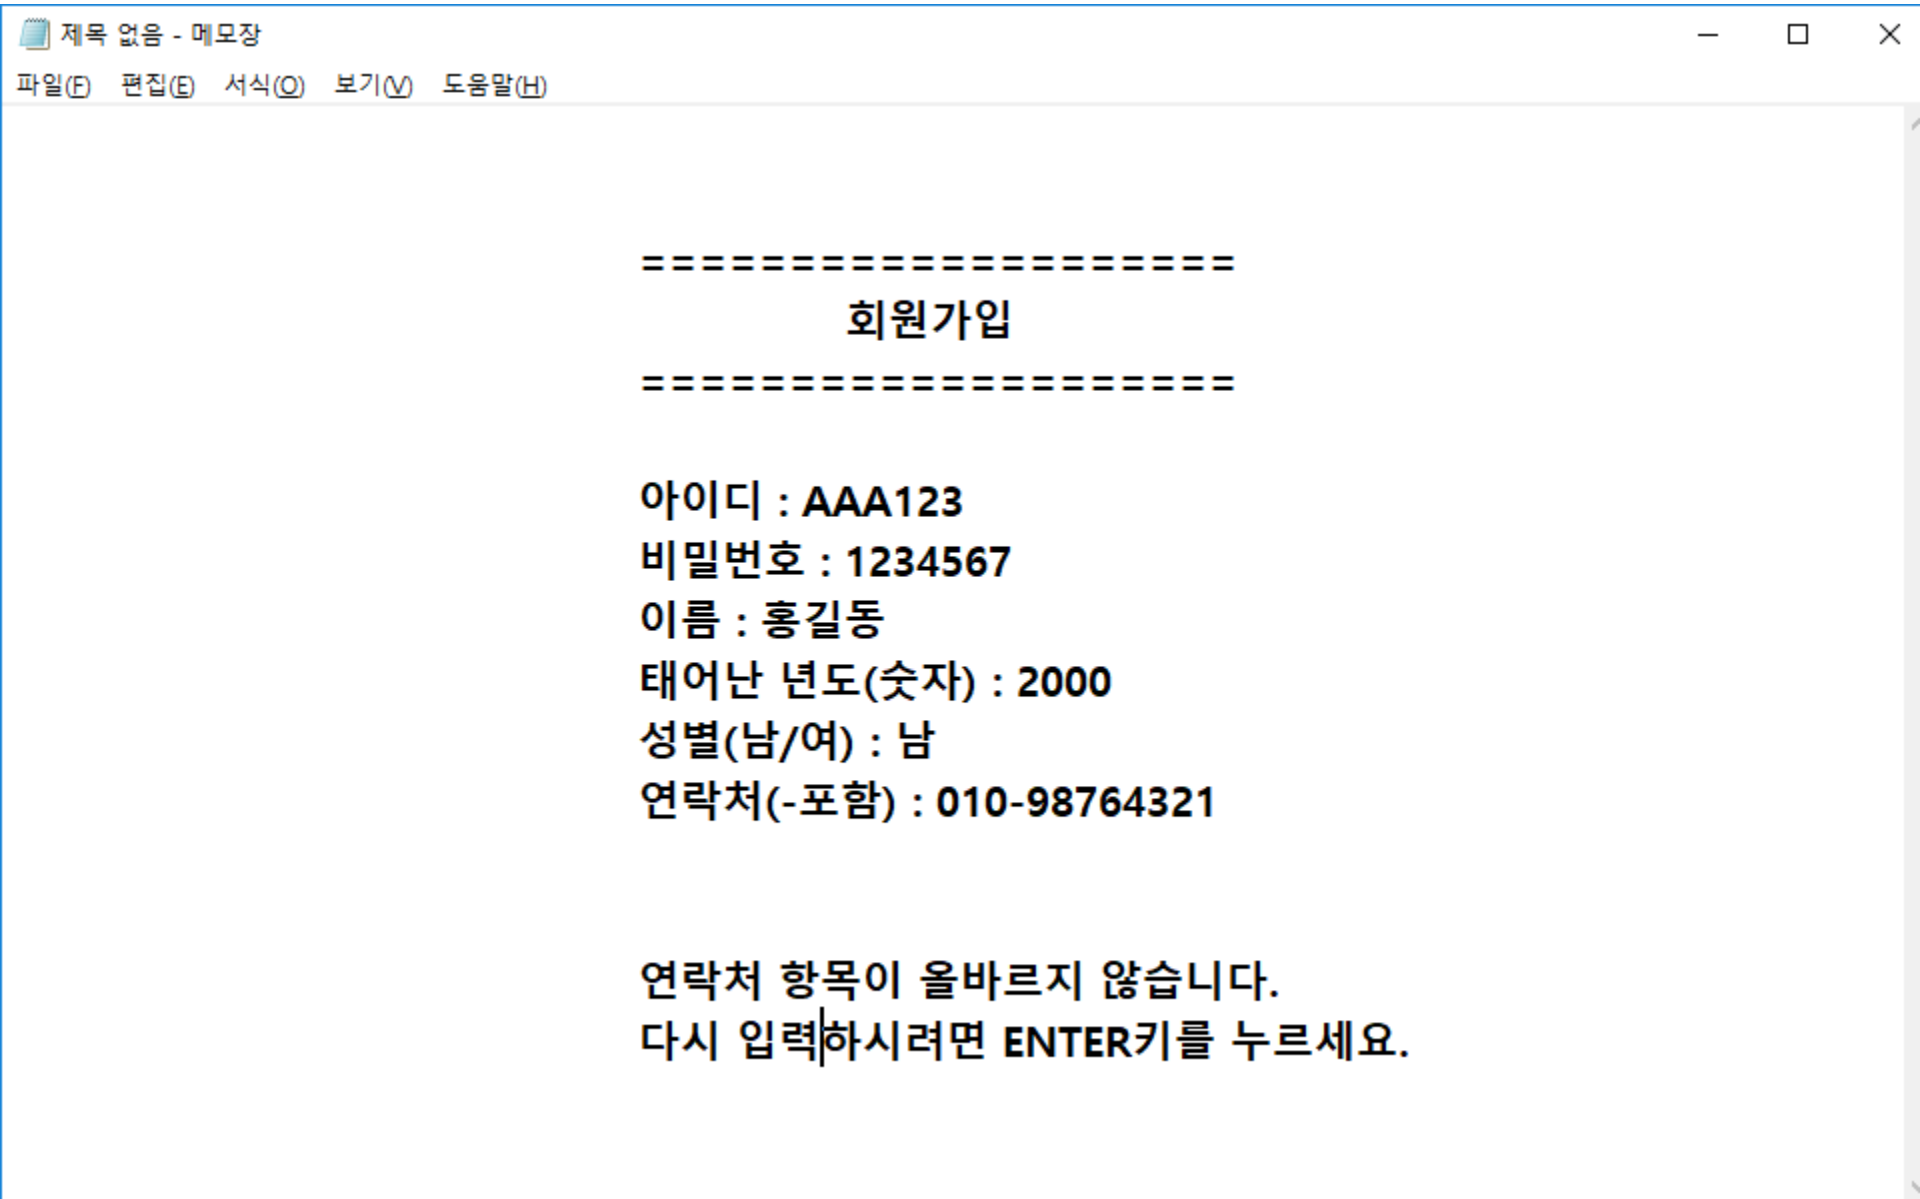 제목 없음 - 메모장
파일(F) 편집(E) 서식(O) 보기(V) 도움말(H)
====================
회원가입
====================
아이디 : AAA123
비밀번호 : 1234567
이름 : 홍길동
태어난 년도(숫자) : 2000
성별(남/여) : 남
연락처(-포함) : 010-98764321
연락처 항목이 올바르지 않습니다.
다시 입력하시려면 ENTER키를 누르세요.